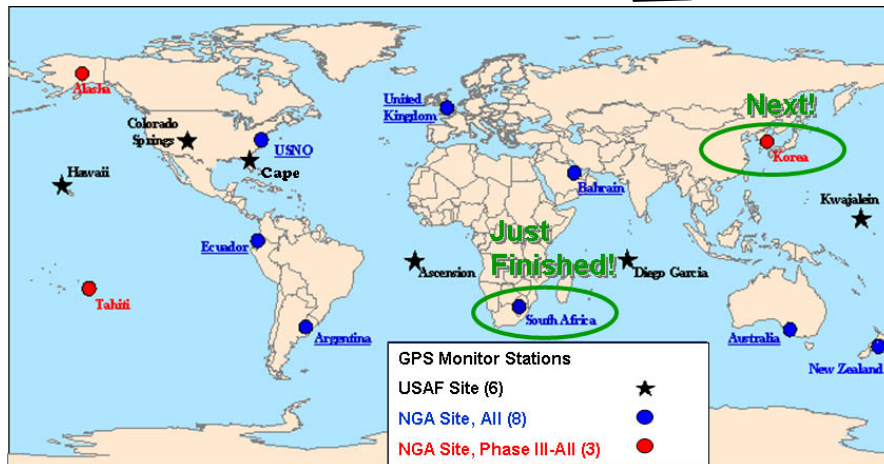 Alasha
Colorado
Springs
USNO
Cape
Hawaii
Ecuador
Tahiti
Argentina
United
Kingdom
Bahrain
Next!
Korea
Kwajalein
Just
Finished!
Ascension
Diego Garcia
South Africa
Australia
New Zealand
GPS Monitor Stations
USAF Site (6)
NGA Site, All (8)
NGA Site, Phase III-All (3)